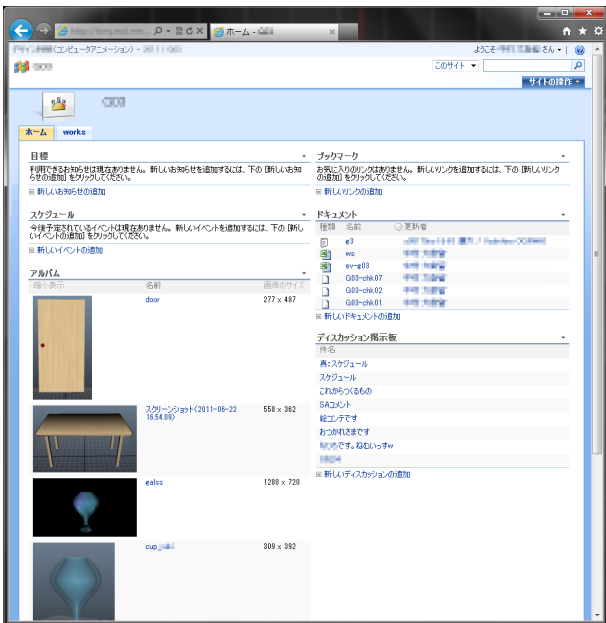 ホーム -
(コンピュータアニメーション) -
ようこそ さん
このサイト
サイトの操作
ホーム works
目標
利用できるお知らせは現在ありません。新しいお知らせを追加するには、下の [新しいお知らせの追加] をクリックしてください。
新しいお知らせの追加
スケジュール
今後予定されているイベントは現在ありません。新しいイベントを追加するには、下の [新しいイベントの追加] をクリックしてください。
新しいイベントの追加
アルバム
縮小表示 名前 画像のサイズ
door 277 x 487
スクリーンショット(2011-06-22 16.54.09) 558 x 362
galss 1280 x 720
cup_ 309 x 392
ブックマーク
お気に入りのリンクはありません。新しいリンクを追加するには、下の [新しいリンクの追加] をクリックしてください。
新しいリンクの追加
ドキュメント
種類 名前 更新者
g3
ws
ev-g03
G03-chk07
G03-chk02
G03-chk01
新しいドキュメントの追加
ディスカッション掲示板
件名
真:スケジュール
スケジュール
これからつくるもの
SAコメント
絵コンテです
おつかれさまです
です。ねむいっすw
新しいディスカッションの追加